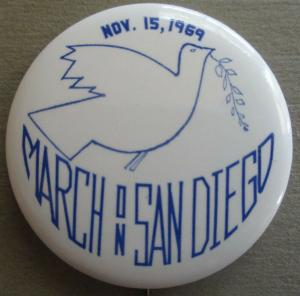 NOV. 15, 1969
MARCH ON SAN DIEGO